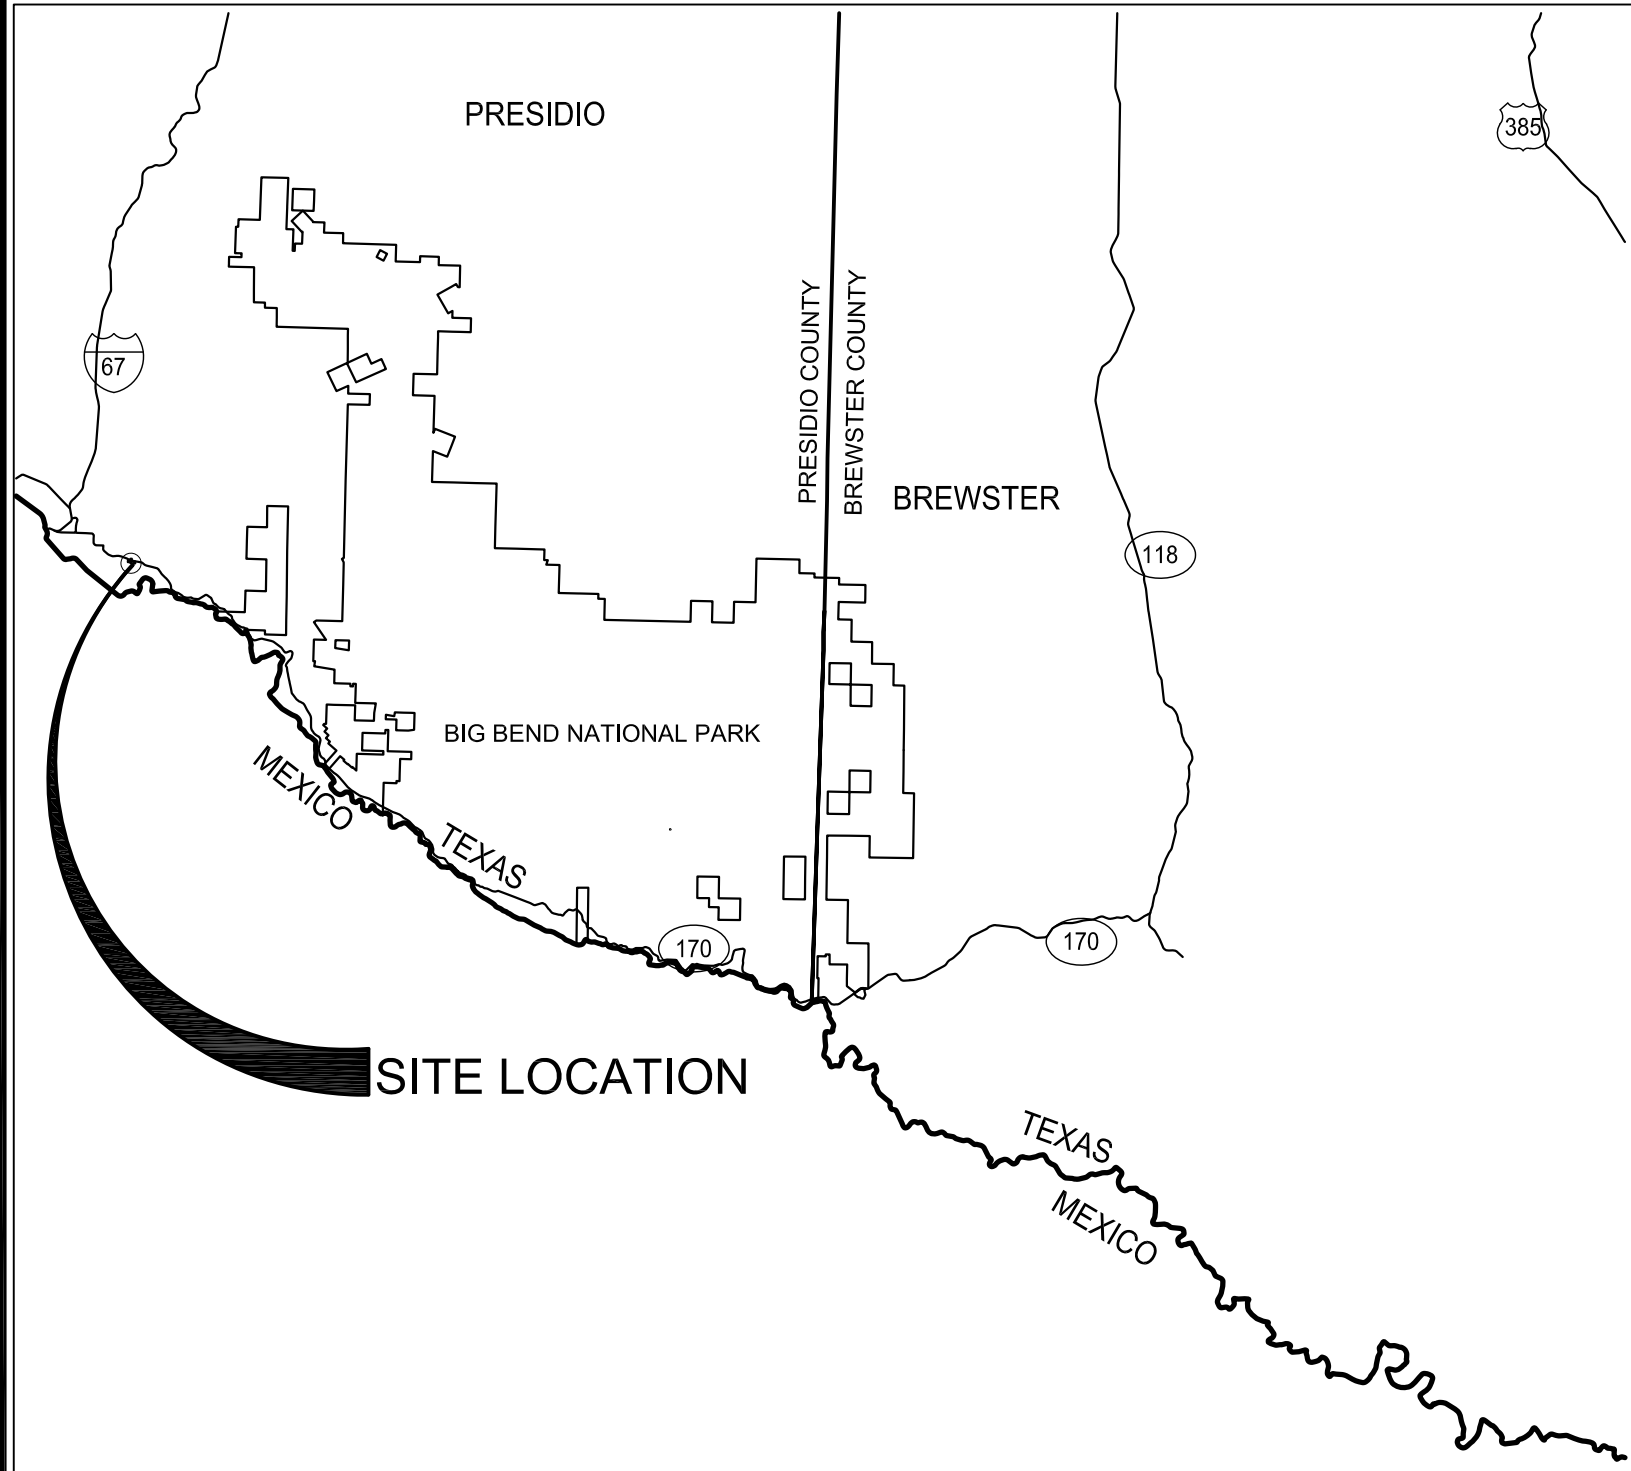 PRESIDIO
385
67
PRESIDIO COUNTY
BREWSTER COUNTY
BREWSTER
118
BIG BEND NATIONAL PARK
MEXICO
TEXAS
170
170
SITE LOCATION
TEXAS
MEXICO